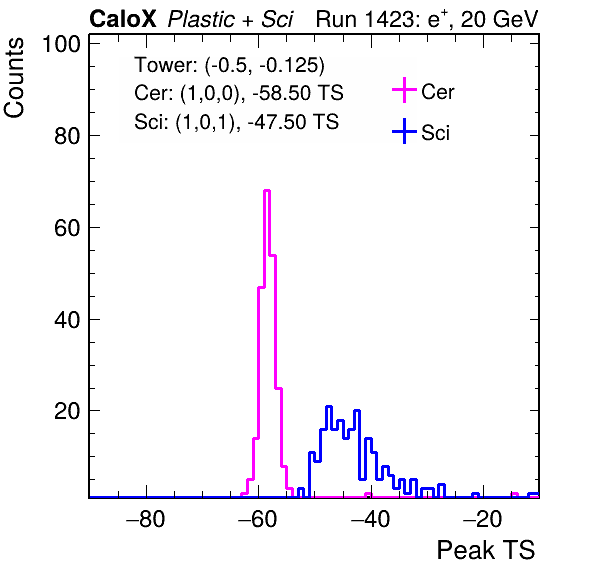 CaloX Plastic + Sci Run 1423: e+, 20 GeV
Counts
100
80
60
40
20
Tower: (-0.5, -0.125)
Cer: (1,0,0), -58.50 TS
Sci: (1,0,1), -47.50 TS
Cer
Sci
−80 −60 −40 −20
Peak TS